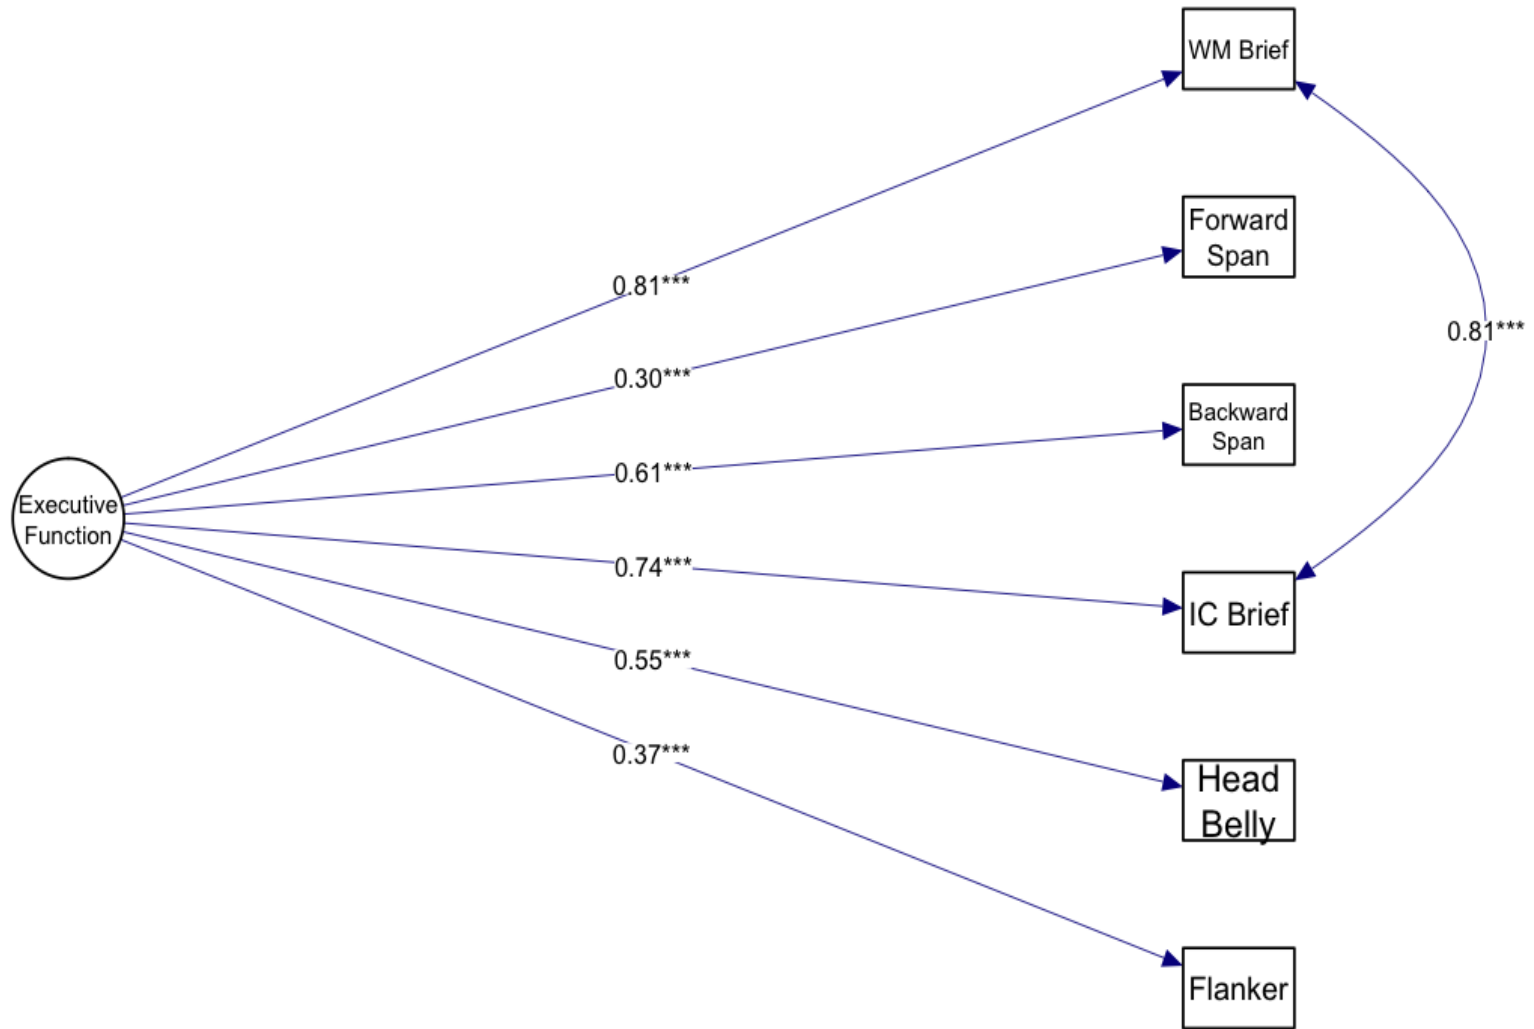 WM Brief
Forward
Span
0.81***
0.81***
0.30***
Backward
Span
0.61***
Executive
Function
0.74***
IC Brief
0.55***
0.37***
Head
Belly
Flanker